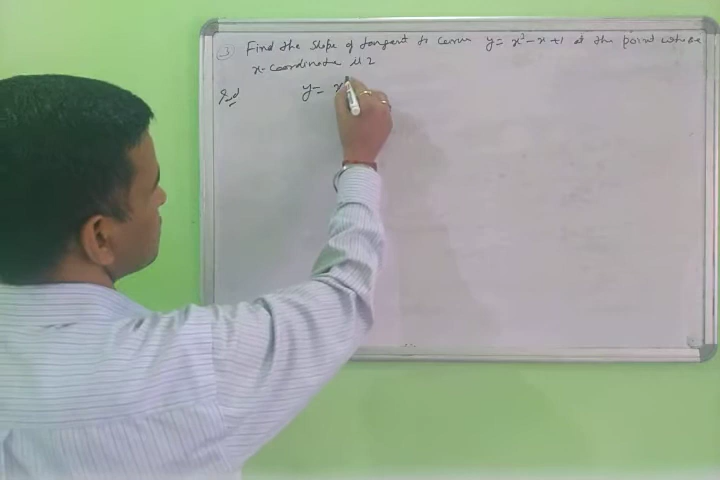 ③ Find the slope of tangent to curve y = x³ - x + 1 at the point whose
x-coordinate is 2
Sol
y = x